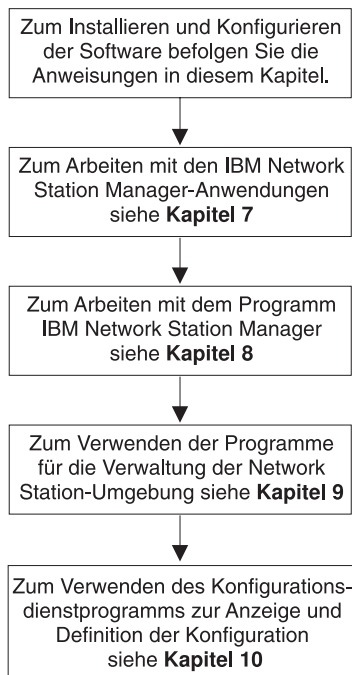 Zum Installieren und Konfigurieren
der Software befolgen Sie die
Anweisungen in diesem Kapitel.
Zum Arbeiten mit den IBM Network
Station Manager-Anwendungen
siehe Kapitel 7
Zum Arbeiten mit dem Programm
IBM Network Station Manager
siehe Kapitel 8
Zum Verwenden der Programme
für die Verwaltung der Network
Station-Umgebung siehe Kapitel 9
Zum Verwenden des Konfigurations-
dienstprogramms zur Anzeige und
Definition der Konfiguration
siehe Kapitel 10